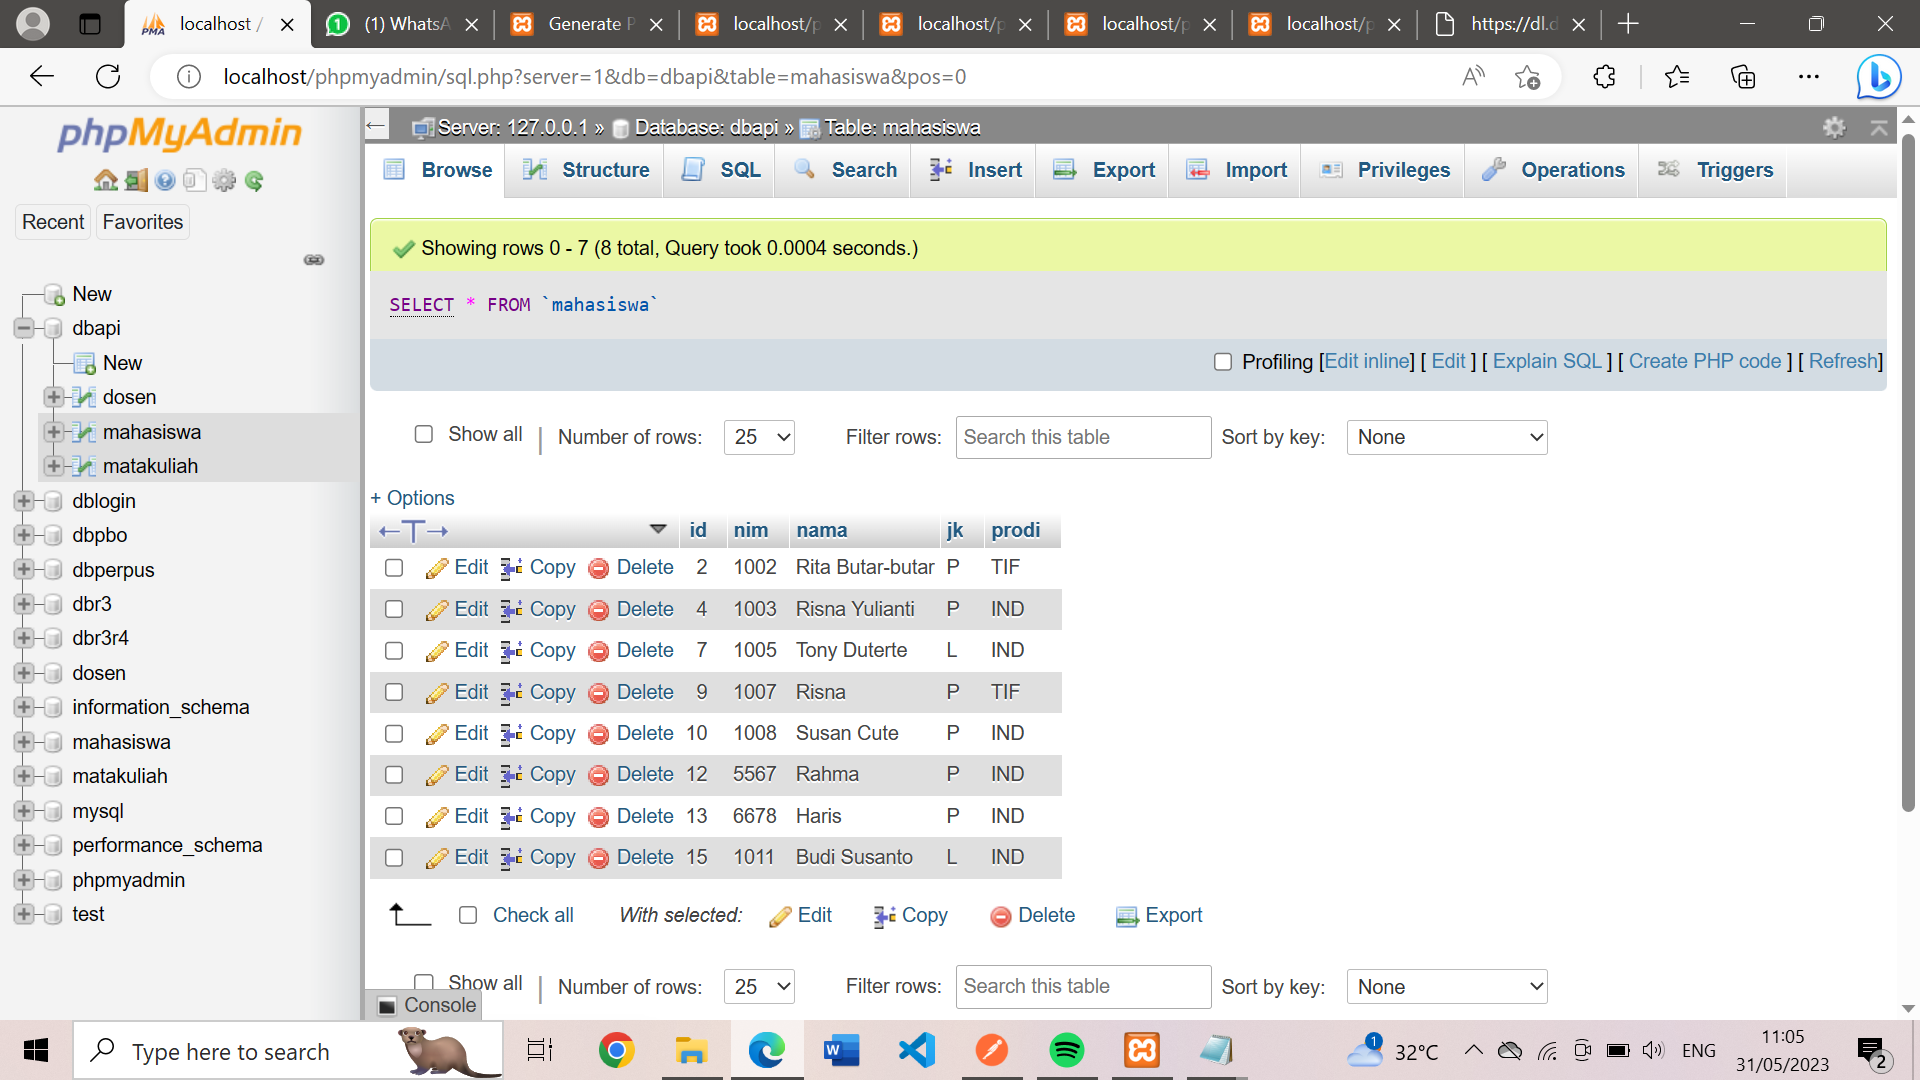 localhost /
(1) WhatsA
Generate P
localhost/p
localhost/p
localhost/p
localhost/p
https://dl.d
localhost/phpmyadmin/sql.php?server=1&db=dbapi&table=mahasiswa&pos=0
phpMyAdmin
Recent Favorites
New
dbapi
New
dosen
mahasiswa
matakuliah
dblogin
dbpbo
dbperpus
dbr3
dbr3r4
dosen
information_schema
mahasiswa
matakuliah
mysql
performance_schema
phpmyadmin
test
Server: 127.0.0.1 » Database: dbapi » Table: mahasiswa
Browse Structure SQL Search Insert Export Import Privileges Operations Triggers
Showing rows 0 - 7 (8 total, Query took 0.0004 seconds.)
SELECT * FROM `mahasiswa`
Profiling [Edit inline] [ Edit ] [ Explain SQL ] [ Create PHP code ] [ Refresh]
Show all | Number of rows: 25 Filter rows: Search this table Sort by key: None
+ Options
←T→ id nim nama jk prodi
Edit Copy Delete 2 1002 Rita Butar-butar P TIF
Edit Copy Delete 4 1003 Risna Yulianti P IND
Edit Copy Delete 7 1005 Tony Duterte L IND
Edit Copy Delete 9 1007 Risna P TIF
Edit Copy Delete 10 1008 Susan Cute P IND
Edit Copy Delete 12 5567 Rahma P IND
Edit Copy Delete 13 6678 Haris P IND
Edit Copy Delete 15 1011 Budi Susanto L IND
Check all With selected: Edit Copy Delete Export
Show all | Number of rows: 25 Filter rows: Search this table Sort by key: None
Console
Type here to search
1 32°C ENG
11:05
31/05/2023
2